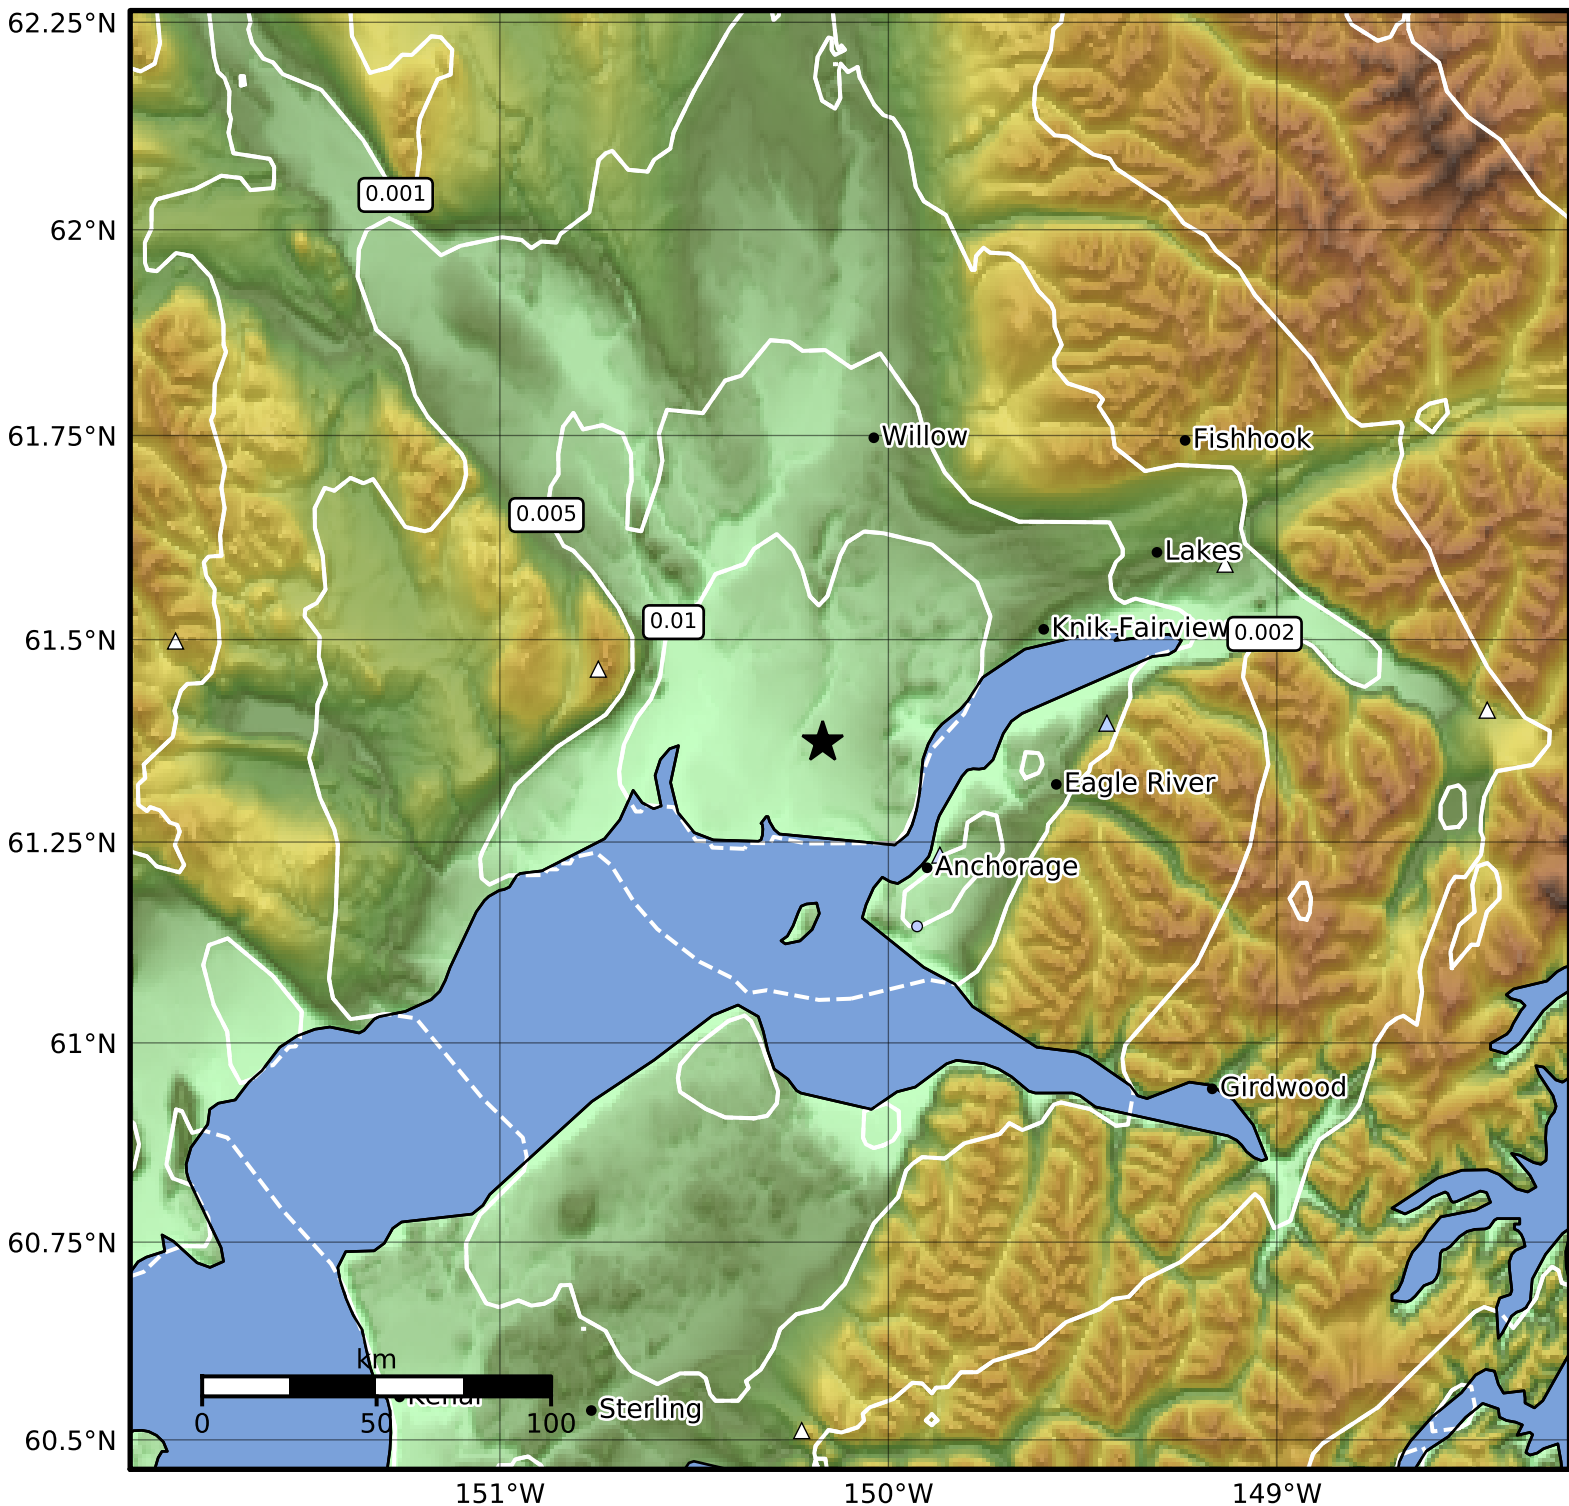 62.25°N
0.001
62°N
61.75°N
Willow
Fishhook
0.005
Lakes
0.01
Knik-Fairview
0.002
61.5°N
Eagle River
61.25°N
Anchorage
61°N
Girdwood
60.75°N
km
Kenai
Sterling
0
50
100
60.5°N
151°W
150°W
149°W